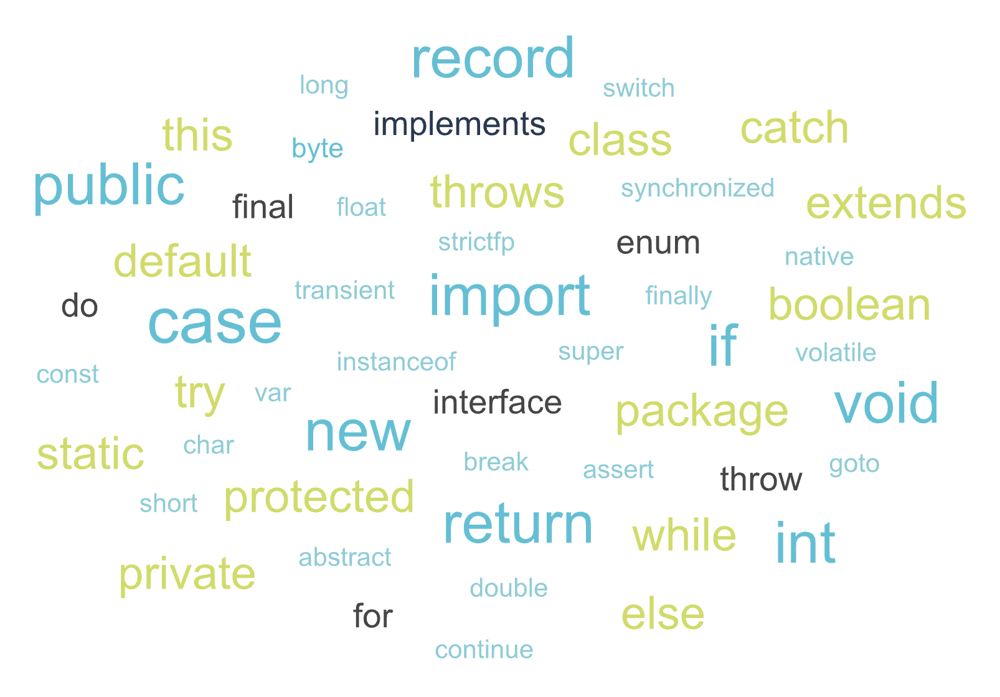 record
long
switch
this
byte
implements
class
catch
public
final
float
throws
synchronized
extends
default
strictfp
enum
native
do
case
transient
import
finally
boolean
const
instanceof
super
if
volatile
try
var
new
interface
package
void
static
char
break
assert
throw
goto
short
protected
return
while
int
private
abstract
double
for
else
continue